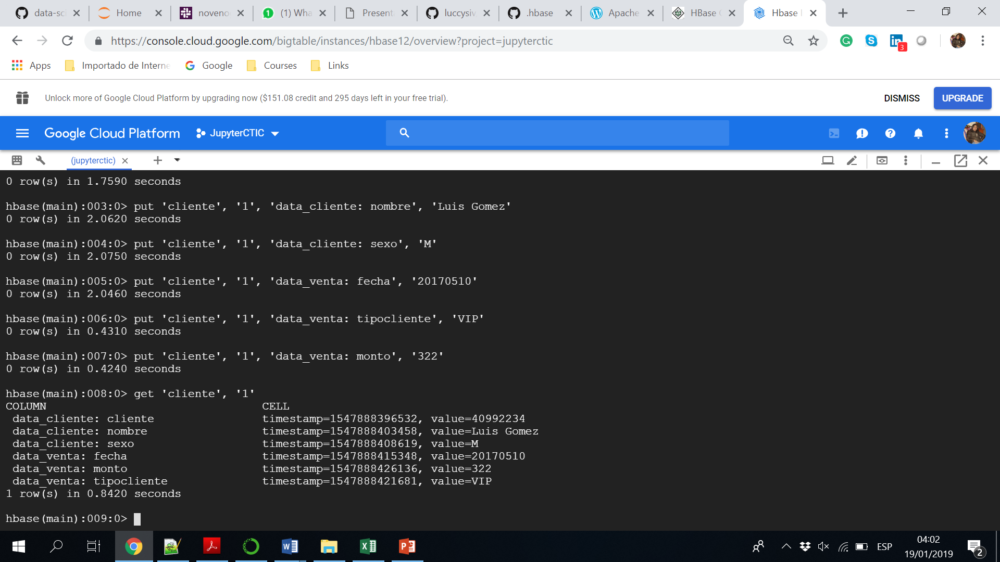 data-sci
Home
noveno
(1) Wha
Present
luccysiv
.hbase
Apache
HBase
Hbase
https://console.cloud.google.com/bigtable/instances/hbase12/overview?project=jupyterctic
3
Apps
Importado de Interne
Google
Courses
Links
Unlock more of Google Cloud Platform by upgrading now ($151.08 credit and 295 days left in your free trial).
DISMISS
UPGRADE
Google Cloud Platform
JupyterCTIC
(jupyterctic)
0 row(s) in 1.7590 seconds
hbase(main):003:0> put 'cliente', '1', 'data_cliente: nombre', 'Luis Gomez'
0 row(s) in 2.0620 seconds
hbase(main):004:0> put 'cliente', '1', 'data_cliente: sexo', 'M'
0 row(s) in 2.0750 seconds
hbase(main):005:0> put 'cliente', '1', 'data_venta: fecha', '20170510'
0 row(s) in 2.0460 seconds
hbase(main):006:0> put 'cliente', '1', 'data_venta: tipocliente', 'VIP'
0 row(s) in 0.4310 seconds
hbase(main):007:0> put 'cliente', '1', 'data_venta: monto', '322'
0 row(s) in 0.4240 seconds
hbase(main):008:0> get 'cliente', '1'
COLUMN CELL
data_cliente: cliente timestamp=1547888396532, value=40992234
data_cliente: nombre timestamp=1547888403458, value=Luis Gomez
data_cliente: sexo timestamp=1547888408619, value=M
data_venta: fecha timestamp=1547888415348, value=20170510
data_venta: monto timestamp=1547888426136, value=322
data_venta: tipocliente timestamp=1547888421681, value=VIP
1 row(s) in 0.8420 seconds
hbase(main):009:0>
ESP
04:02
19/01/2019
2